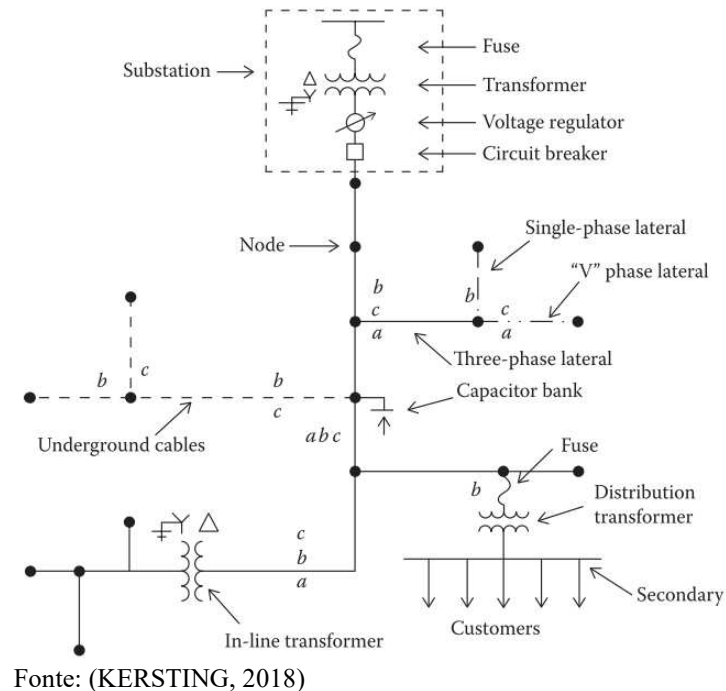 Fuse
Substation
Δ
Transformer
Voltage regulator
Circuit breaker
Node
Single-phase lateral
“V” phase lateral
b
c
a
b
c
a
Three-phase lateral
b
c
b
c
Capacitor bank
Underground cables
a b c
Fuse
b
Distribution
transformer
Δ
c
b
a
Secondary
In-line transformer
Customers
Fonte: (KERSTING, 2018)